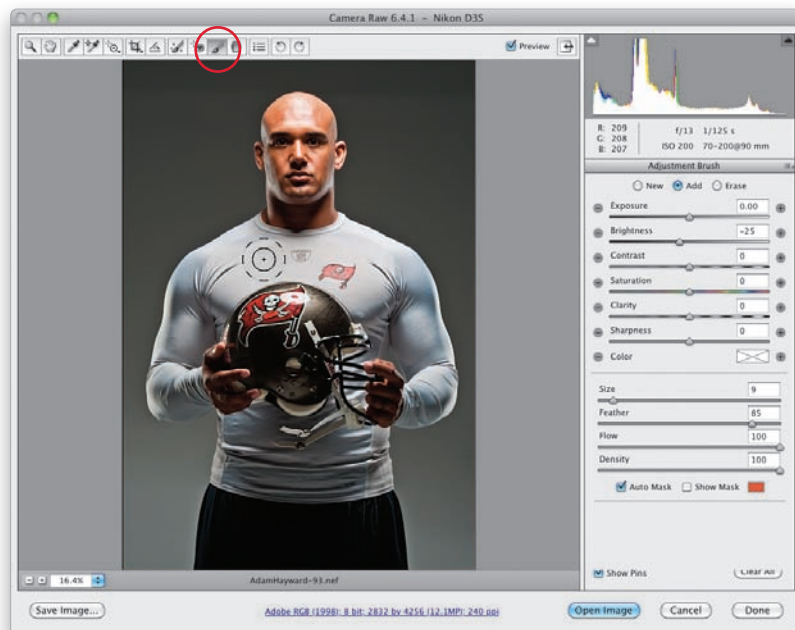 Camera Raw 6.4.1 – Nikon D3S
Preview
R: 209
G: 208
B: 207
f/13 1/125 s
ISO 200 70-200@90 mm
Adjustment Brush
New Add Erase
Exposure 0.00
Brightness -25
Contrast 0
Saturation 0
Clarity 0
Sharpness 0
Color
Size 9
Feather 85
Flow 100
Density 100
Auto Mask Show Mask
Show Pins Clear All
16.4% AdamHayward-93.nef
Save Image... Adobe RGB (1998); 8 bit; 2832 by 4256 (12.1MP); 240 ppi Open Image Cancel Done